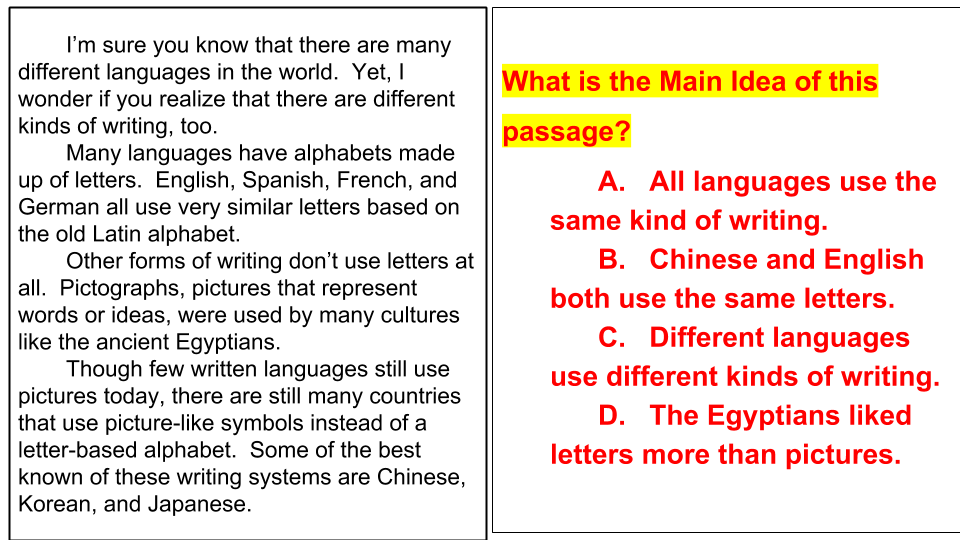 I’m sure you know that there are many
different languages in the world.  Yet, I
wonder if you realize that there are different
kinds of writing, too.
Many languages have alphabets made
up of letters.  English, Spanish, French, and
German all use very similar letters based on
the old Latin alphabet.
Other forms of writing don’t use letters at
all.  Pictographs, pictures that represent
words or ideas, were used by many cultures
like the ancient Egyptians.
Though few written languages still use
pictures today, there are still many countries
that use picture-like symbols instead of a
letter-based alphabet.  Some of the best
known of these writing systems are Chinese,
Korean, and Japanese.
What is the Main Idea of this
passage?
A.   All languages use the
same kind of writing.
B.   Chinese and English
both use the same letters.
C.   Different languages
use different kinds of writing.
D.   The Egyptians liked
letters more than pictures.